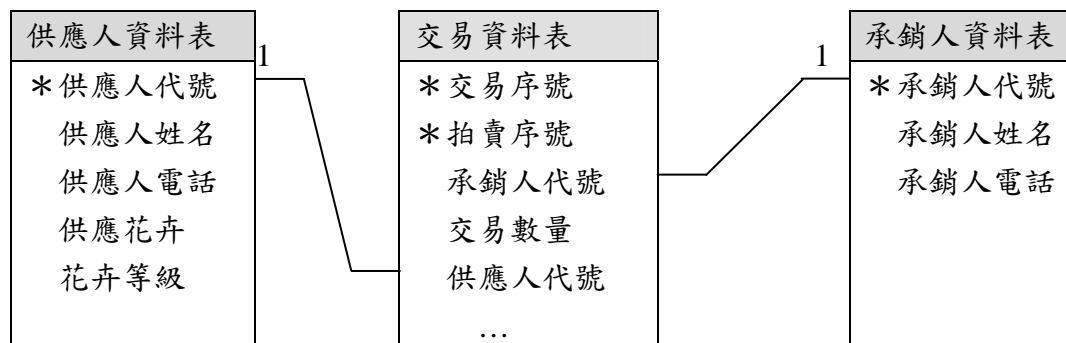 供應人資料表
＊供應人代號
供應人姓名
供應人電話
供應花卉
花卉等級
1
交易資料表
＊交易序號
＊拍賣序號
承銷人代號
交易數量
供應人代號
…
1
承銷人資料表
＊承銷人代號
承銷人姓名
承銷人電話